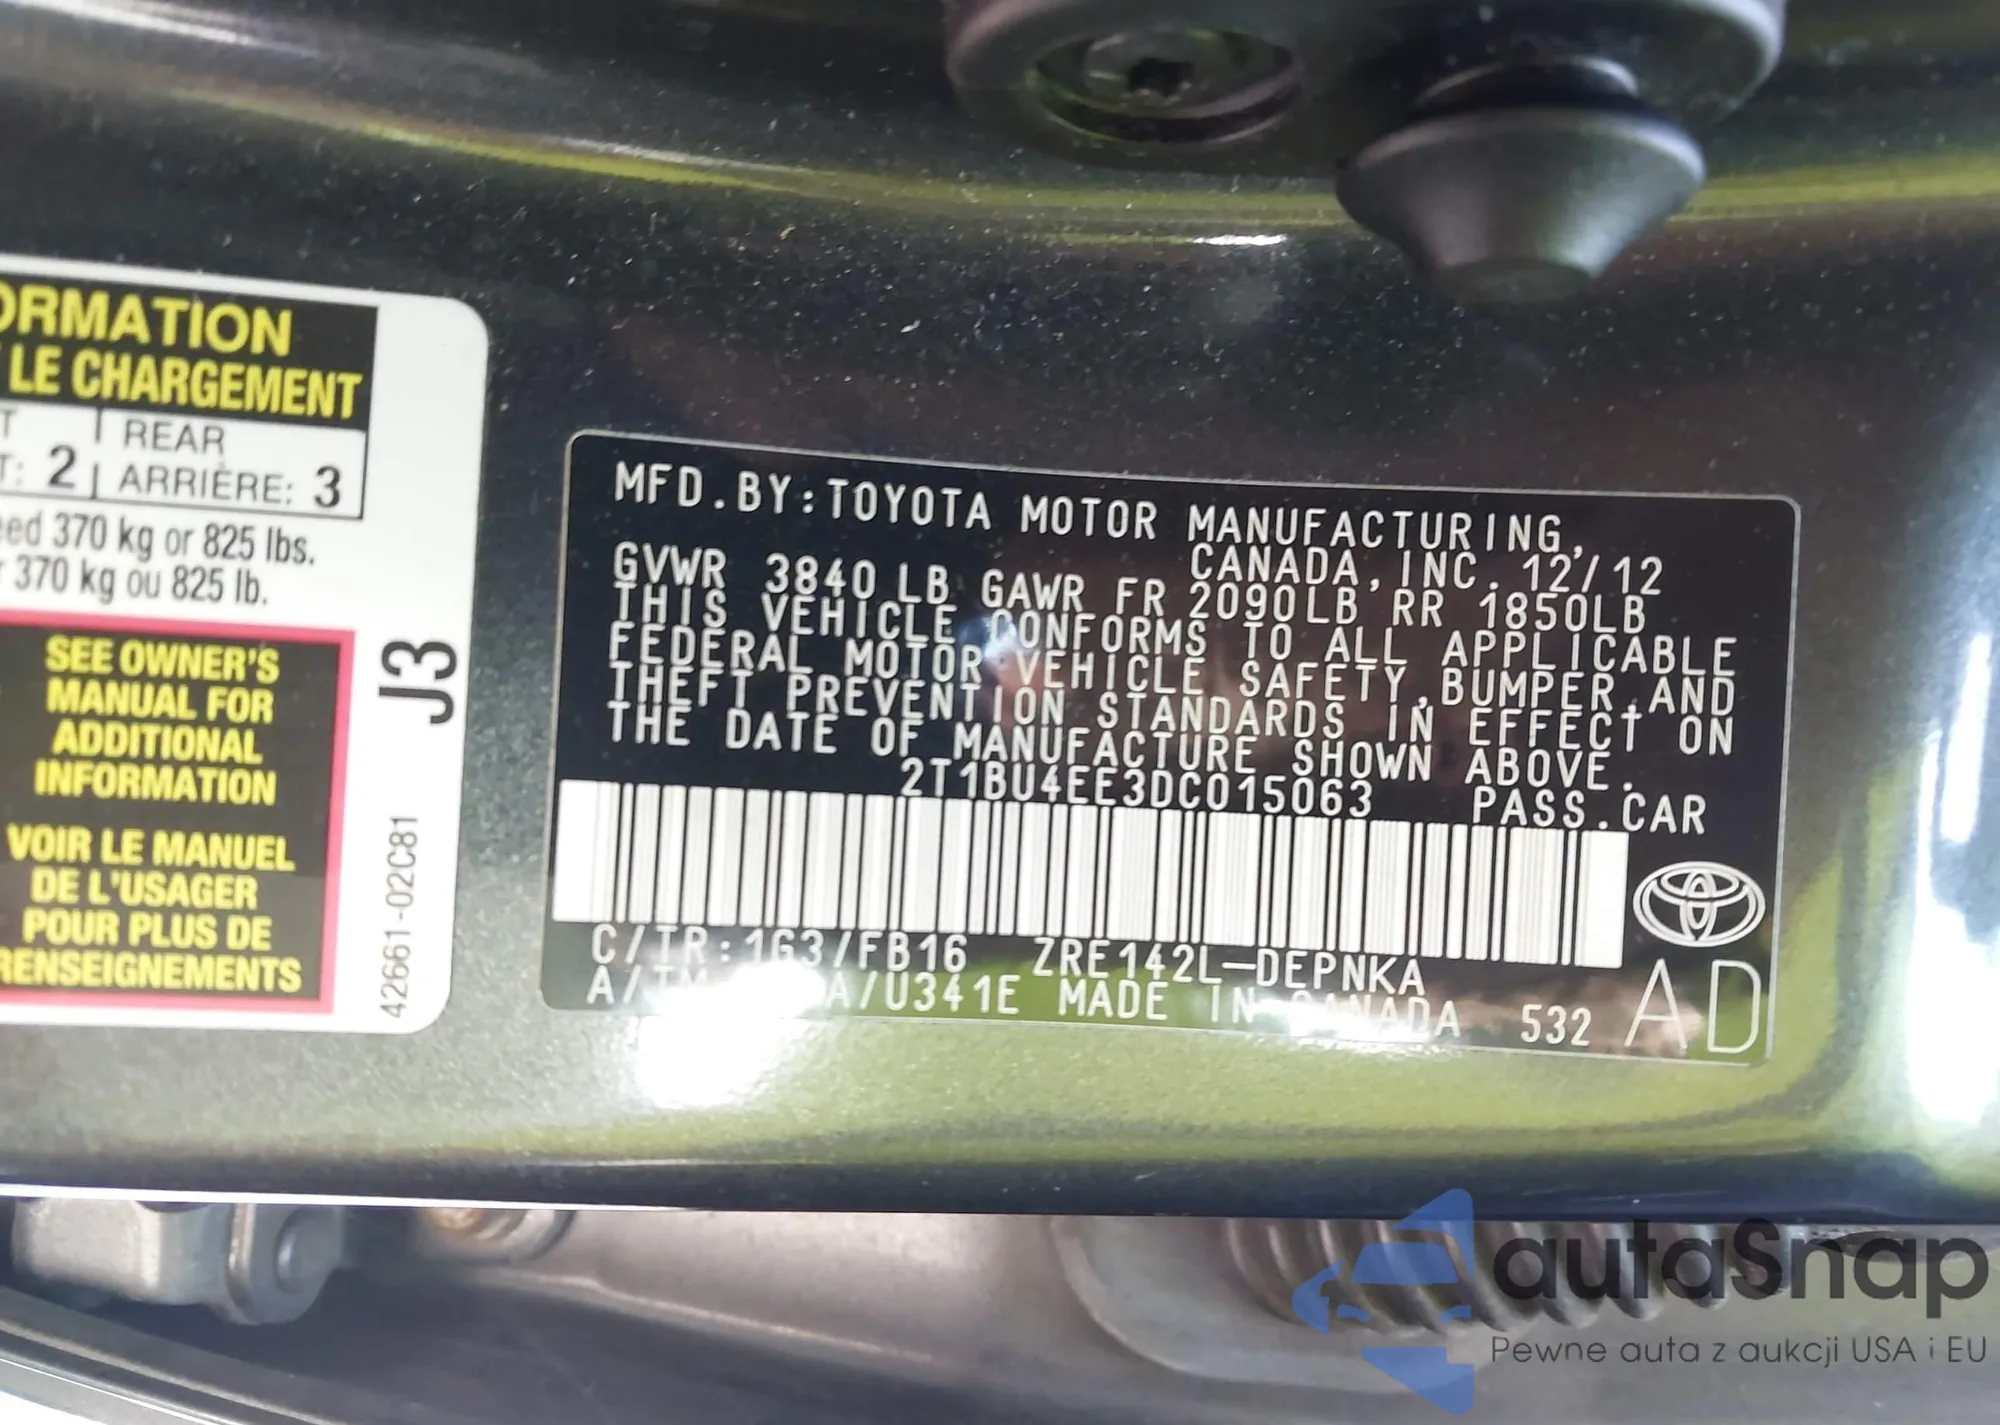 ORMATION
LE CHARGEMENT
T | REAR
T: 2 | ARRIÈRE: 3
eed 370 kg or 825 lbs.
r 370 kg ou 825 lb.
SEE OWNER'S
MANUAL FOR
ADDITIONAL
INFORMATION
VOIR LE MANUEL
DE L'USAGER
POUR PLUS DE
RENSEIGNEMENTS
J3
42661-02C81
MFD.BY:TOYOTA MOTOR MANUFACTURING,
CANADA,INC. 12/12
GVWR 3840 LB GAWR FR 2090LB RR 1850LB
THIS VEHICLE CONFORMS TO ALL APPLICABLE
FEDERAL MOTOR VEHICLE SAFETY,BUMPER,AND
THEFT PREVENTION STANDARDS IN EFFECT ON
THE DATE OF MANUFACTURE SHOWN ABOVE.
2T1BU4EE3DC015063 PASS.CAR
C/TR:1G3/FB16 ZRE142L-DEPNKA
A/TM A/U341E MADE IN CANADA 532
AD
autaSnap
Pewne auta z aukcji USA i EU